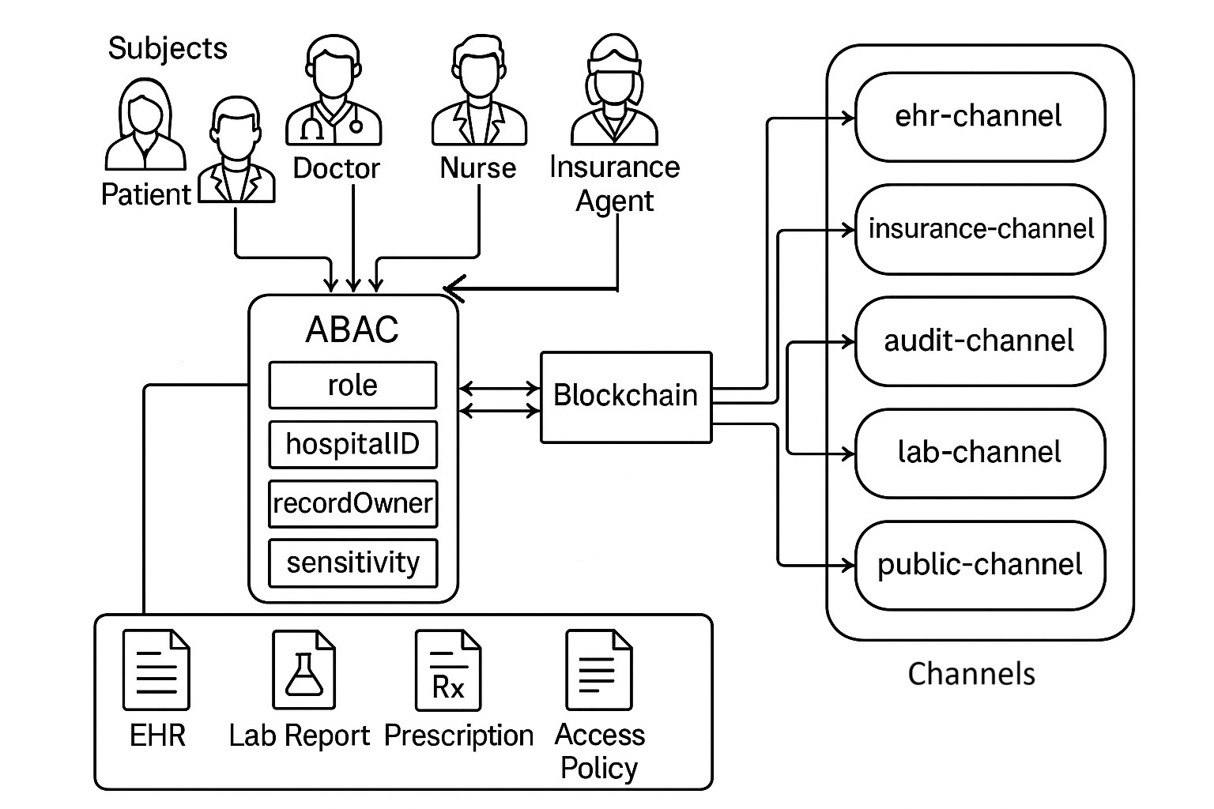 Subjects
Patient
Doctor
Nurse
Insurance
Agent
ABAC
role
hospitalID
recordOwner
sensitivity
Blockchain
ehr-channel
insurance-channel
audit-channel
lab-channel
public-channel
Channels
EHR
Lab Report
Rx
Prescription
Access
Policy